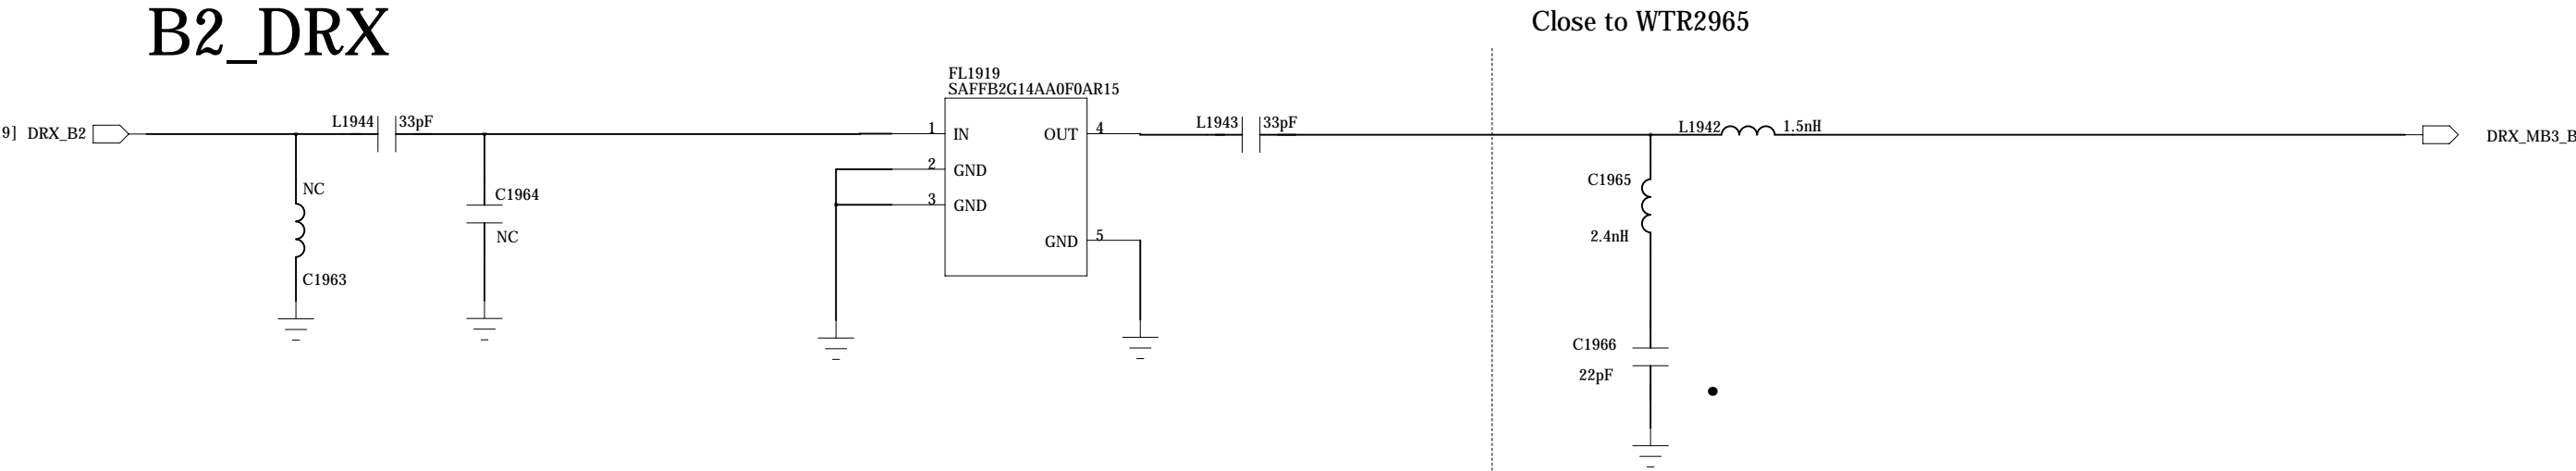 B2_DRX
Close to WTR2965
FL1919
SAFFB2G14AA0F0AR15
9] DRX_B2
L1944
33pF
1
IN
OUT
4
L1943
33pF
L1942
1.5nH
DRX_MB3_B
2
GND
3
GND
GND
5
NC
C1963
C1964
NC
C1965
2.4nH
C1966
22pF